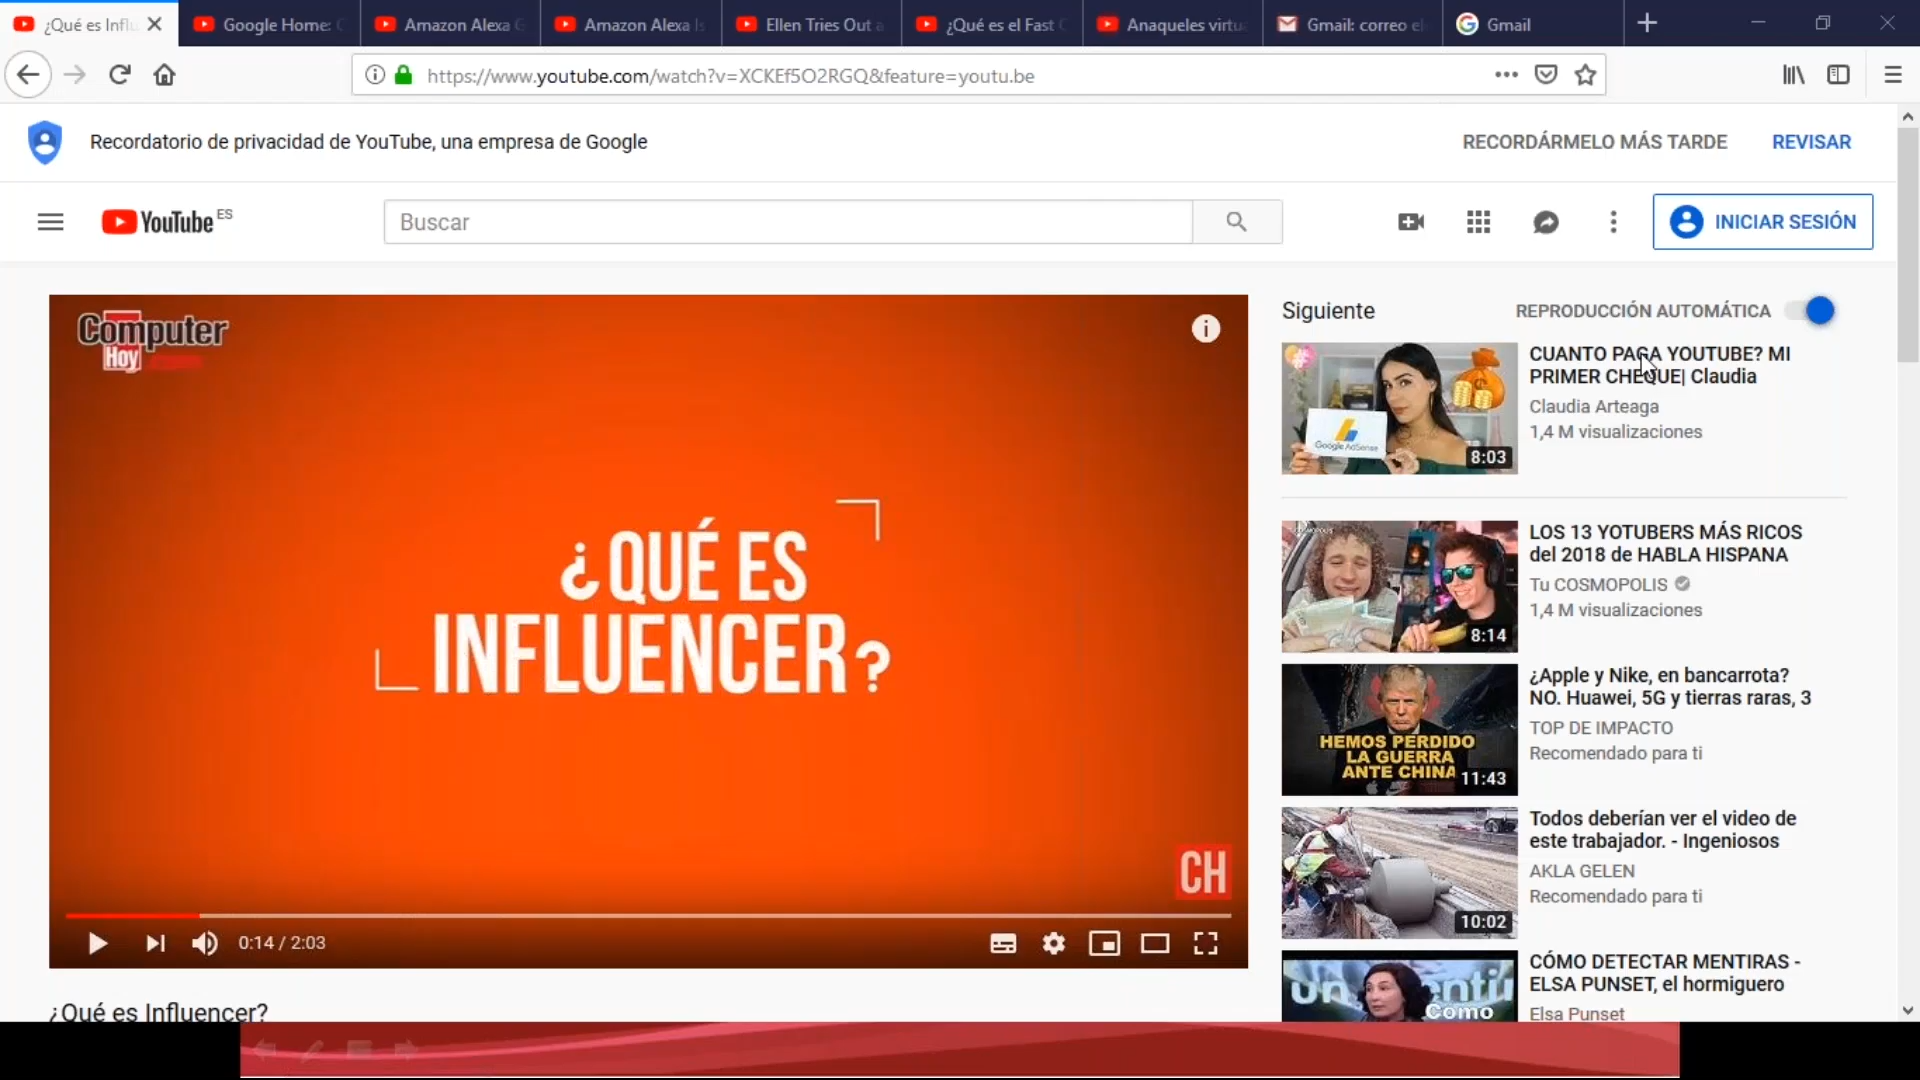 ¿Qué es Influ
Google Home:
Amazon Alexa
Amazon Alexa
Ellen Tries Out a
¿Qué es el Fast
Anaqueles virtu
Gmail: correo el
Gmail
https://www.youtube.com/watch?v=XCKEf5O2RGQ&feature=youtu.be
Recordatorio de privacidad de YouTube, una empresa de Google
RECORDÁRMELO MÁS TARDE
REVISAR
YouTube ES
Buscar
INICIAR SESIÓN
Computer
Hoy
¿QUÉ ES
INFLUENCER?
CH
0:14 / 2:03
¿Qué es Influencer?
Siguiente
REPRODUCCIÓN AUTOMÁTICA
CUANTO PAGA YOUTUBE? MI
PRIMER CHEQUE| Claudia
Claudia Arteaga
1,4 M visualizaciones
Google AdSense
8:03
LOS 13 YOTUBERS MÁS RICOS
del 2018 de HABLA HISPANA
Tu COSMOPOLIS
1,4 M visualizaciones
8:14
¿Apple y Nike, en bancarrota?
NO. Huawei, 5G y tierras raras, 3
TOP DE IMPACTO
Recomendado para ti
HEMOS PERDIDO
LA GUERRA
ANTE CHINA
11:43
Todos deberían ver el video de
este trabajador. - Ingeniosos
AKLA GELEN
Recomendado para ti
10:02
CÓMO DETECTAR MENTIRAS -
ELSA PUNSET, el hormiguero
Elsa Punset
Como